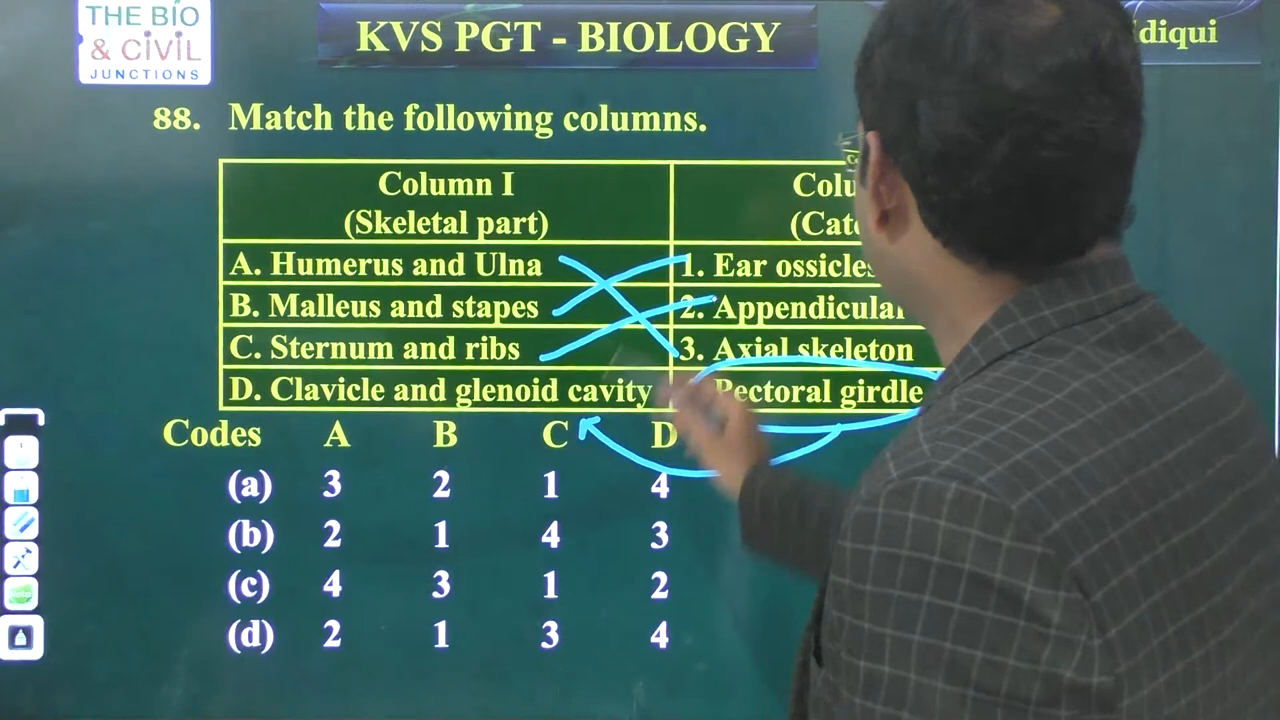 THE BIO
& CIVIL
JUNCTIONS
KVS PGT - BIOLOGY
88. Match the following columns.
Column I
(Skeletal part)
A. Humerus and Ulna
1. Ear ossicles
B. Malleus and stapes
2. Appendicular
C. Sternum and ribs
3. Axial skeleton
D. Clavicle and glenoid cavity
Pectoral girdle
Codes A B C D
(a) 3 2 1 4
(b) 2 1 4 3
(c) 4 3 1 2
(d) 2 1 3 4